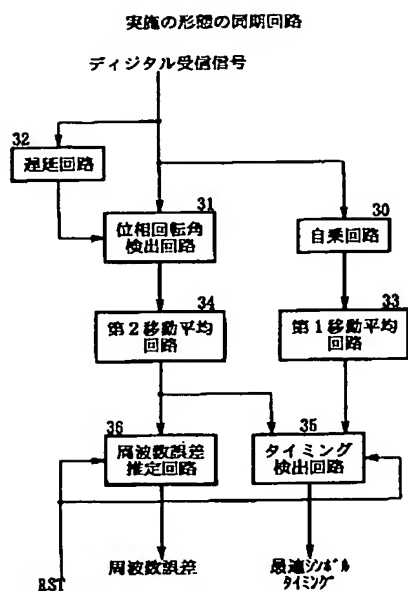 実施の形態の同期回路
ディジタル受信信号
32
遅延回路
31
位相回転角
検出回路
30
自乗回路
34
第2移動平均
回路
33
第1移動平均
回路
36
周波数誤差
推定回路
35
タイミング
検出回路
RST
周波数誤差
最適シンボル
タイミング